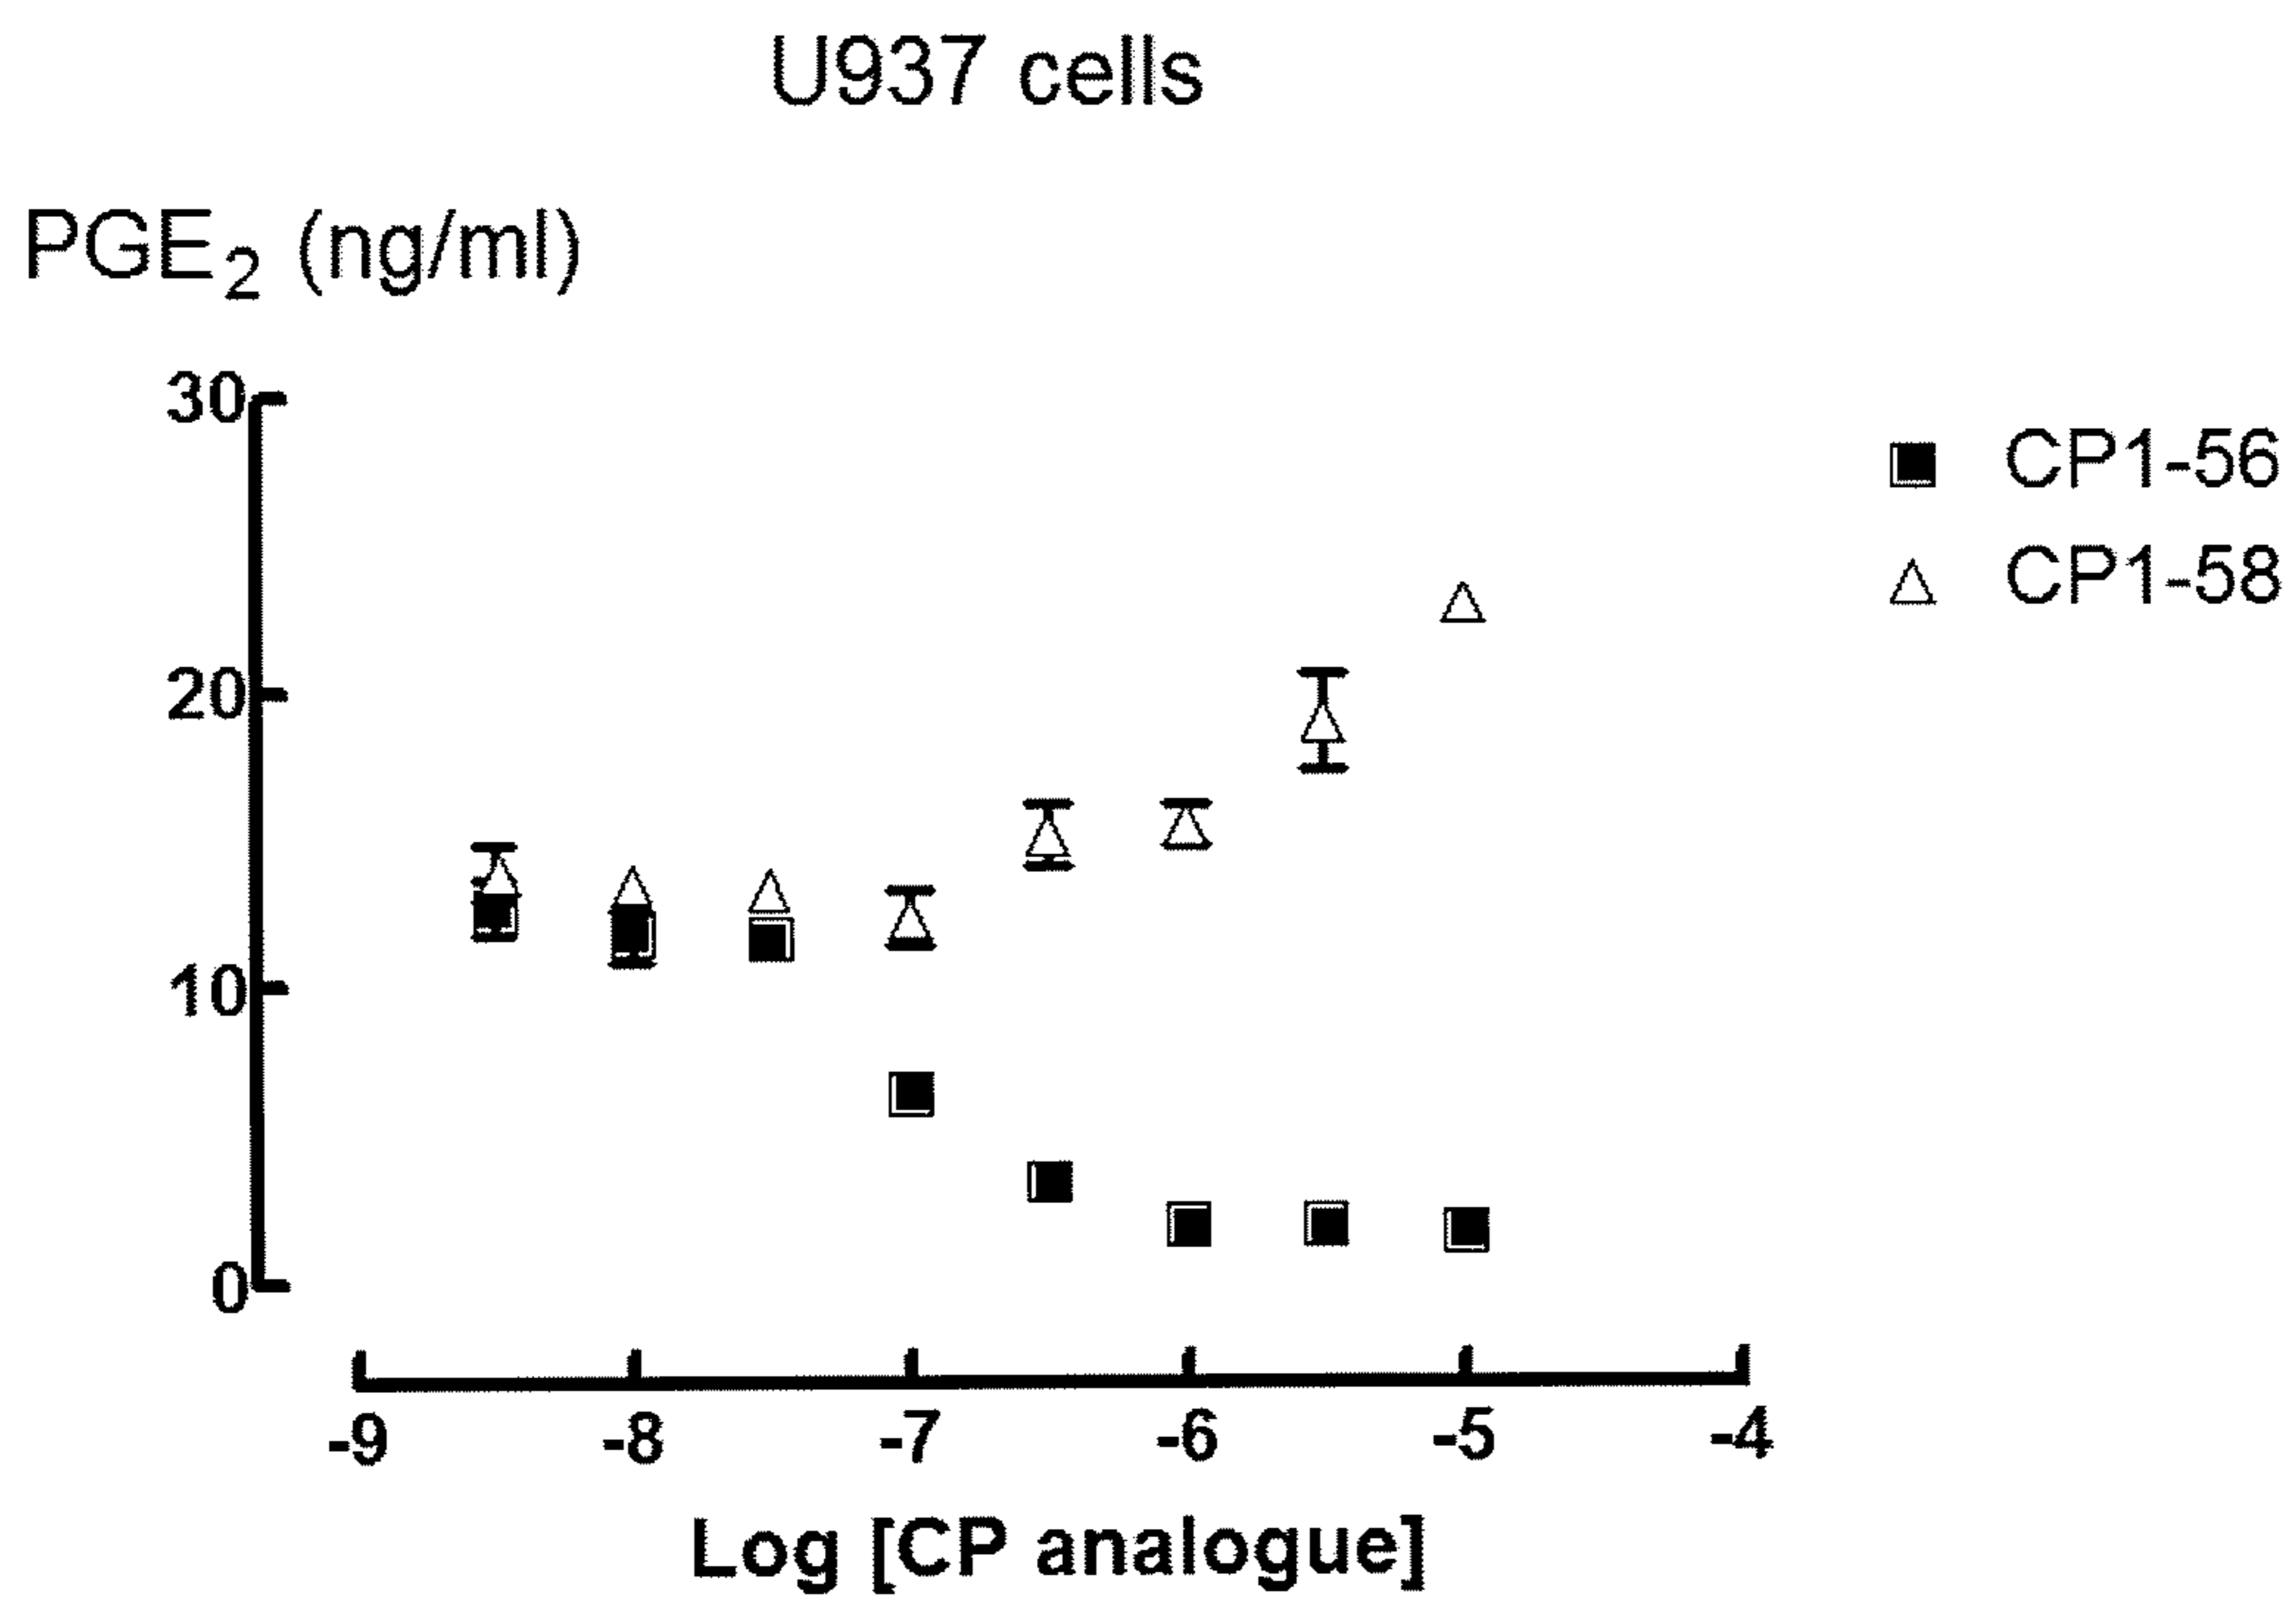 U937 cells
PGE2 (ng/ml)
30
20
10
0
CP1-56
CP1-58
-9 -8 -7 -6 -5 -4
Log [CP analogue]